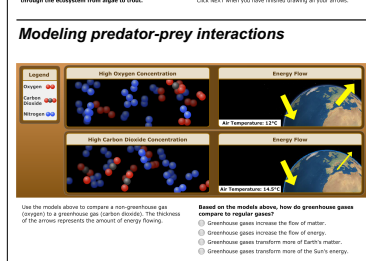 through the ecosystem from algae to trout.
Click NEXT when you have finished drawing all your arrows.
Modeling predator-prey interactions
Legend
Oxygen
Carbon
Dioxide
Nitrogen
High Oxygen Concentration
Energy Flow
Air Temperature: 12°C
High Carbon Dioxide Concentration
Energy Flow
Air Temperature: 14.5°C
Use the models above to compare a non-greenhouse gas
(oxygen) to a greenhouse gas (carbon dioxide). The thickness
of the arrows represents the amount of energy flowing.
Based on the models above, how do greenhouse gases
compare to regular gases?
Greenhouse gases increase the flow of matter.
Greenhouse gases increase the flow of energy.
Greenhouse gases transform more of Earth's matter.
Greenhouse gases transform more of the Sun's energy.